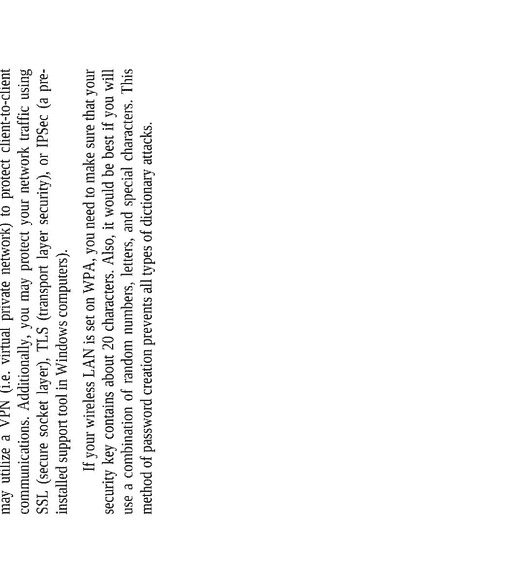 may utilize a VPN (i.e. virtual private network) to protect client-to-client
communications. Additionally, you may protect your network traffic using
SSL (secure socket layer), TLS (transport layer security), or IPSec (a pre-
installed support tool in Windows computers).
If your wireless LAN is set on WPA, you need to make sure that your
security key contains about 20 characters. Also, it would be best if you will
use a combination of random numbers, letters, and special characters. This
method of password creation prevents all types of dictionary attacks.